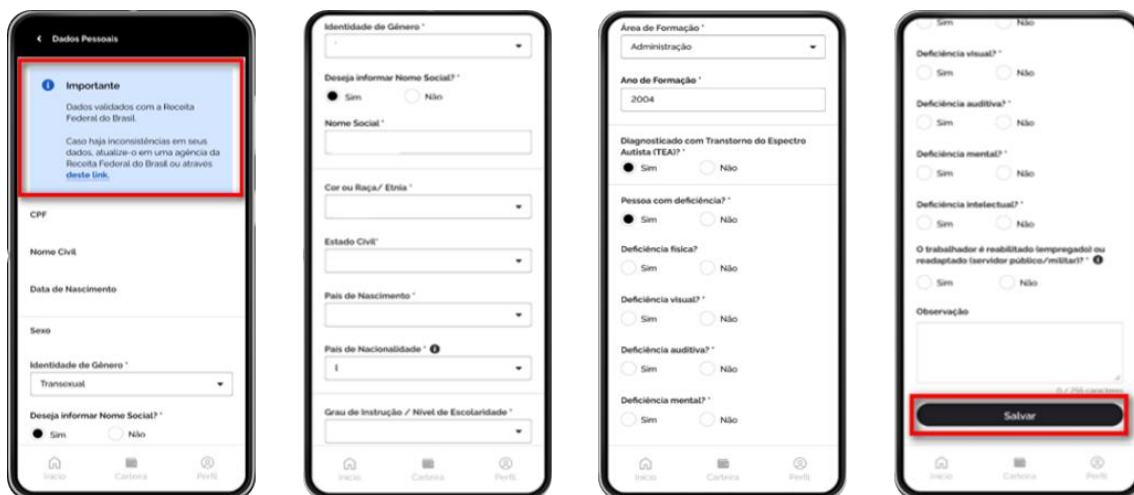 Dados Pessoais
Importante
Dados validados com a Receita
Federal do Brasil.
Caso haja inconsistências em seus
dados, atualize-o em uma agência da
Receita Federal do Brasil ou através
deste link.
CPF
Nome Civil
Data de Nascimento
Sexo
Identidade de Gênero *
Transexual
Deseja informar Nome Social? *
Sim Não
Início Carteira Perfil
Identidade de Gênero *
Deseja informar Nome Social? *
Sim Não
Nome Social *
Cor ou Raça/ Etnia *
Estado Civil*
País de Nascimento *
País de Nacionalidade *
Grau de Instrução / Nível de Escolaridade *
Início Carteira Perfil
Área de Formação *
Administração
Ano de Formação *
2004
Diagnosticado com Transtorno do Espectro
Autista (TEA)? *
Sim Não
Pessoa com deficiência? *
Sim Não
Deficiência física?
Sim Não
Deficiência visual? *
Sim Não
Deficiência auditiva? *
Sim Não
Deficiência mental? *
Sim Não
Início Carteira Perfil
Sim Não
Deficiência visual? *
Sim Não
Deficiência auditiva? *
Sim Não
Deficiência mental? *
Sim Não
Deficiência Intelectual? *
Sim Não
O trabalhador é reabilitado (empregado) ou
readaptado (servidor público/militar)? *
Sim Não
Observação
0 / 255 caracteres
Salvar
Início Carteira Perfil